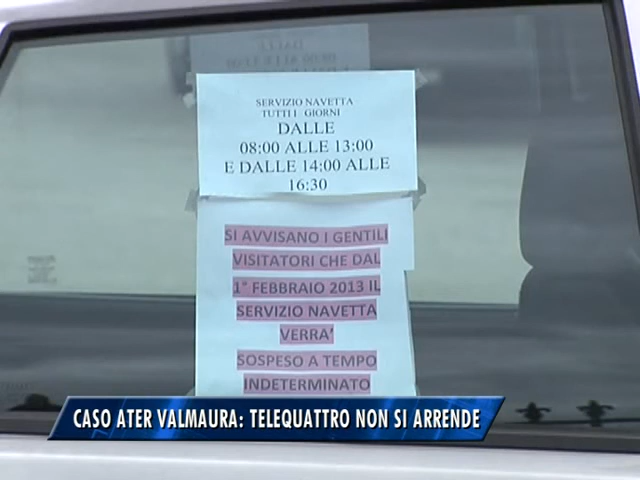 SERVIZIO NAVETTA
TUTTI I GIORNI
DALLE
08:00 ALLE 13:00
E DALLE 14:00 ALLE
16:30
SI AVVISANO I GENTILI
VISITATORI CHE DAL
1° FEBBRAIO 2013 IL
SERVIZIO NAVETTA
VERRA'
SOSPESO A TEMPO
INDETERMINATO
CASO ATER VALMAURA: TELEQUATTRO NON SI ARRENDE